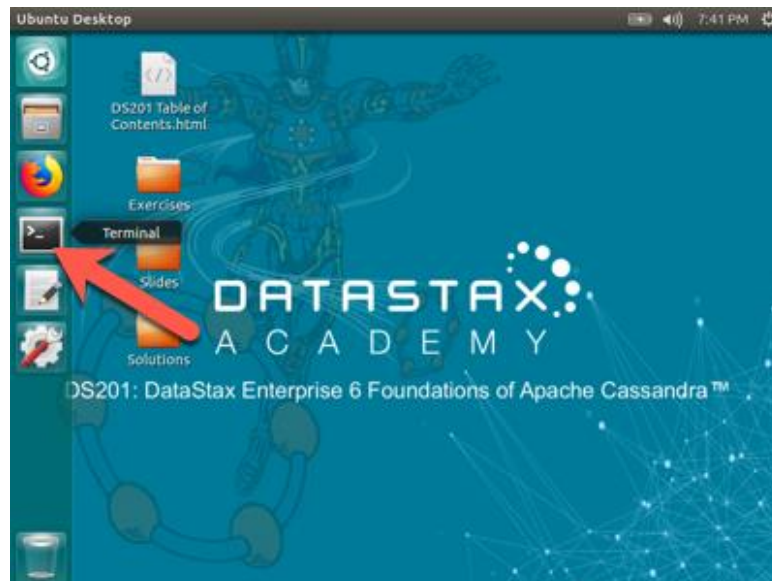 Ubuntu Desktop
7:41 PM
</>
DS201 Table of
Contents.html
Exercises
>_
Terminal
Slides
Solutions
DATASTAX
ACADEMY
DS201: DataStax Enterprise 6 Foundations of Apache Cassandra™